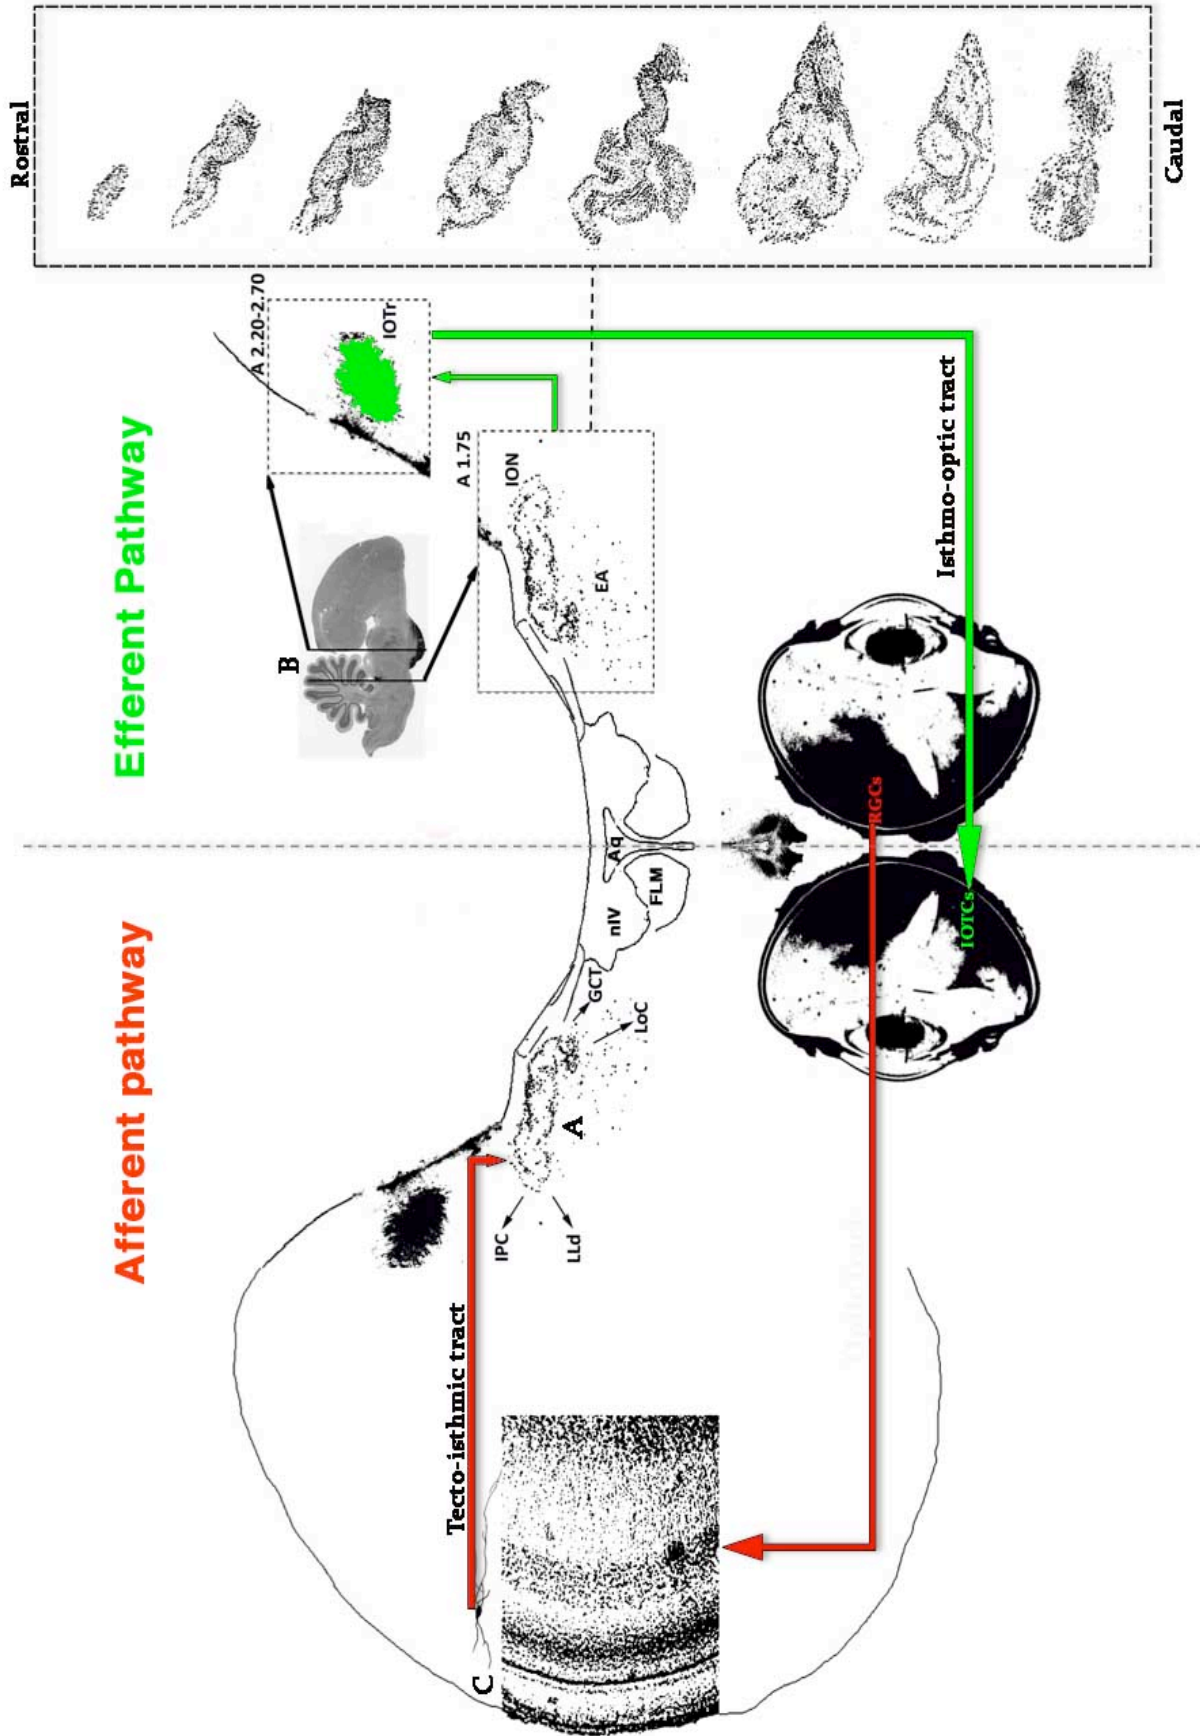 Afferent pathway
Efferent Pathway
Rostral
Caudal
C
Tecto-isthmic tract
IPC
LLd
A
LoC
GCT
nIV
FLM
Aq
B
A 1.75
ION
EA
A 2.20-2.70
IOTr
Isthmo-optic tract
RGCs
IOTCs